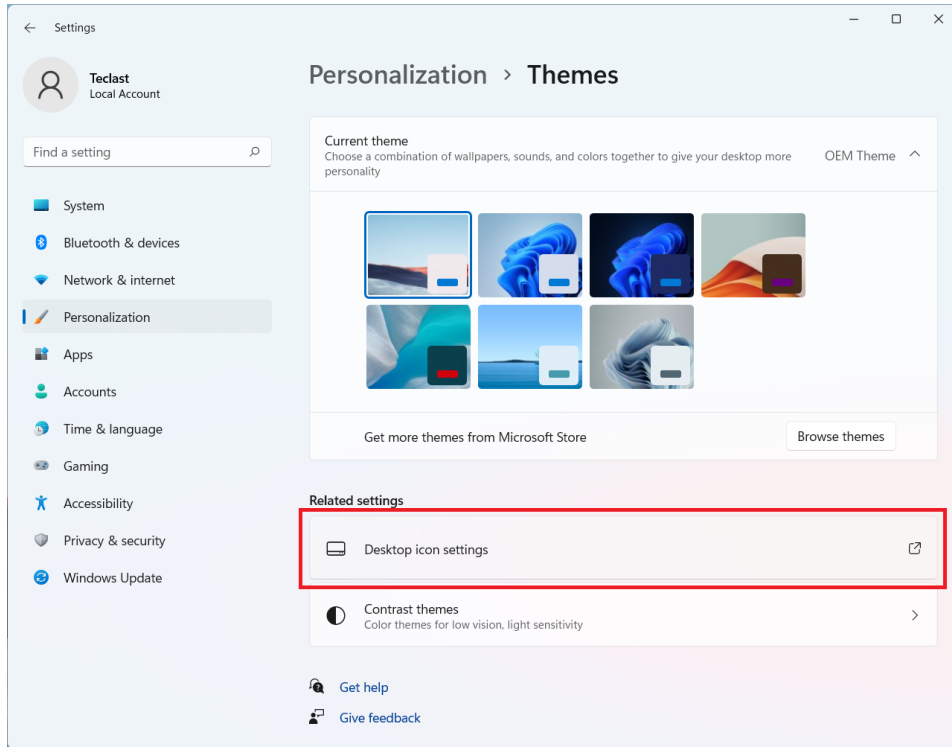 Settings
Teclast
Local Account
Find a setting
System
Bluetooth & devices
Network & internet
Personalization
Apps
Accounts
Time & language
Gaming
Accessibility
Privacy & security
Windows Update
Personalization > Themes
Current theme
Choose a combination of wallpapers, sounds, and colors together to give your desktop more
personality
OEM Theme
Get more themes from Microsoft Store
Browse themes
Related settings
Desktop icon settings
Contrast themes
Color themes for low vision, light sensitivity
Get help
Give feedback